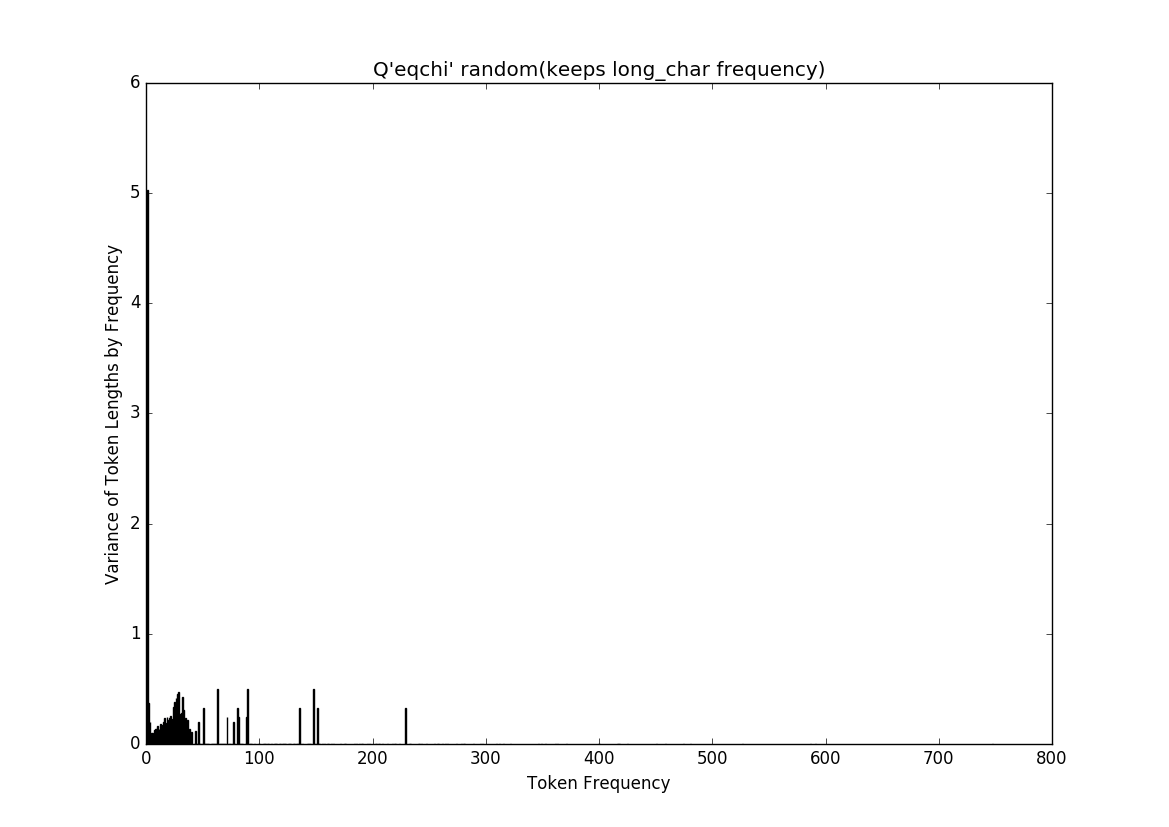 Q'eqchi' random(keeps long_char frequency)
6
5
4
3
2
1
0
Variance of Token Lengths by Frequency
0 100 200 300 400 500 600 700 800
Token Frequency